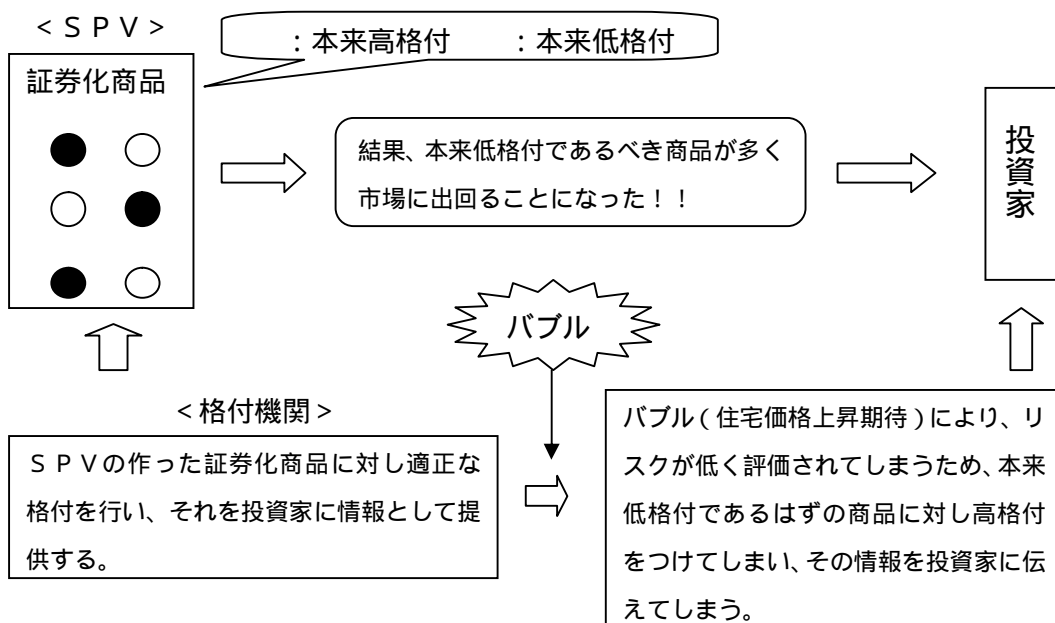 ＜ＳＰＶ＞
：本来高格付　　：本来低格付
証券化商品
結果、本来低格付であるべき商品が多く
市場に出回ることになった！！
投資家
バブル
＜格付機関＞
ＳＰＶの作った証券化商品に対し適正な
格付を行い、それを投資家に情報として提
供する。
バブル（住宅価格上昇期待）により、リ
スクが低く評価されてしまうため、本来
低格付であるはずの商品に対し高格付
をつけてしまい、その情報を投資家に伝
えてしまう。